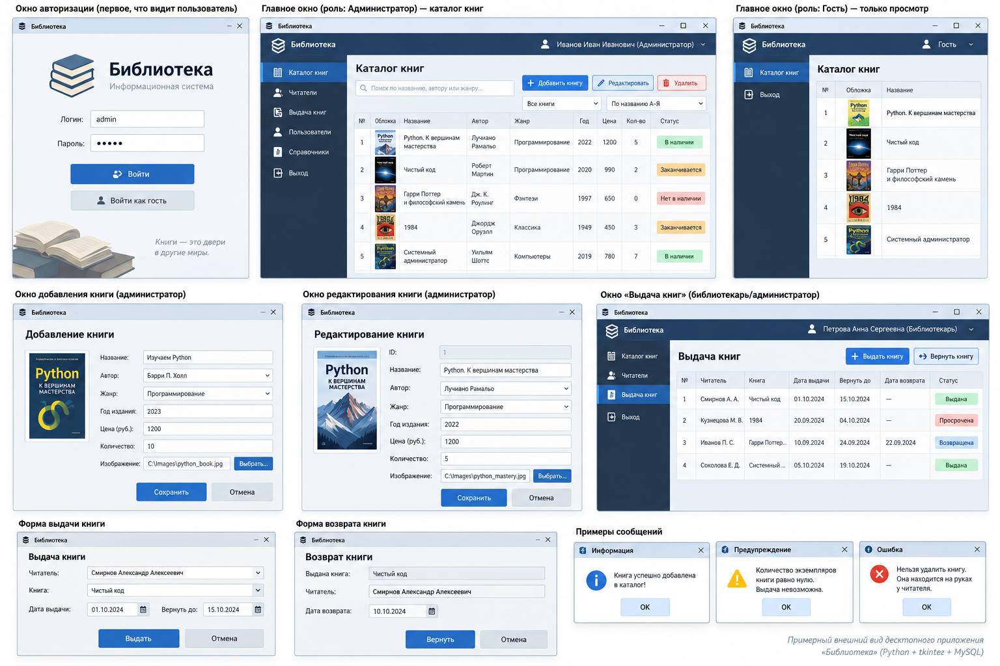 Окно авторизации (первое, что видит пользователь)
Библиотека
Библиотека
Информационная система
Логин: admin
Пароль: •••••
Войти
Войти как гость
Книги — это двери
в другие миры.
Главное окно (роль: Администратор) — каталог книг
Библиотека
Библиотека
Иванов Иван Иванович (Администратор)
Каталог книг
Читатели
Выдача книг
Пользователи
Справочники
Выход
Каталог книг
Поиск по названию, автору или жанру...
Добавить книгу
Редактировать
Удалить
Все книги
По названию А-Я
№ Обложка Название Автор Жанр Год Цена Кол-во Статус
1 Python Python. К вершинам мастерства Лучиано Рамальо Программирование 2022 1200 5 В наличии
2 Чистый код Роберт Мартин Программирование 2020 990 2 Заканчивается
3 Гарри Поттер и философский камень Дж. К. Роулинг Фэнтези 1997 650 0 Нет в наличии
4 1984 1984 Джордж Оруэлл Классика 1949 450 3 Заканчивается
5 Python Системный администратор Уильям Шоттс Компьютеры 2019 780 7 В наличии
Главное окно (роль: Гость) — только просмотр
Библиотека
Библиотека
Гость
Каталог книг
Выход
Каталог книг
№ Обложка Название
1 Python Python. К вершинам мастерства
2 Чистый код
3 Гарри Поттер
и философский камень
4 1984 1984
5 Python Системный администратор
Окно добавления книги (администратор)
Библиотека
Добавление книги
Python
К ВЕРШИНАМ
МАСТЕРСТВА
Название: Изучаем Python
Автор: Бэрри П. Холл
Жанр: Программирование
Год издания: 2023
Цена (руб.): 1200
Количество: 10
Изображение: C:\Images\python_book.jpg Выбрать...
Сохранить
Отмена
Окно редактирования книги (администратор)
Библиотека
Редактирование книги
Python
К ВЕРШИНАМ
МАСТЕРСТВА
ID: 1
Название: Python. К вершинам мастерства
Автор: Лучиано Рамальо
Жанр: Программирование
Год издания: 2022
Цена (руб.): 1200
Количество: 5
Изображение: C:\Images\python_mastery.jpg Выбрать...
Сохранить
Отмена
Окно «Выдача книг» (библиотекарь/администратор)
Библиотека
Библиотека
Петрова Анна Сергеевна (Библиотекарь)
Каталог книг
Читатели
Выдача книг
Выход
Выдача книг
Выдать книгу
Вернуть книгу
№ Читатель Книга Дата выдачи Вернуть до Дата возврата Статус
1 Смирнов А. А. Чистый код 01.10.2024 15.10.2024 — Выдана
2 Кузнецова М. В. 1984 20.09.2024 04.10.2024 — Просрочена
3 Иванов П. С. Гарри Поттер... 10.09.2024 24.09.2024 22.09.2024 Возвращена
4 Соколова Е. Д. Системный ... 05.10.2024 19.10.2024 — Выдана
Форма выдачи книги
Библиотека
Выдача книги
Читатель: Смирнов Александр Алексеевич
Книга: Чистый код
Дата выдачи: 01.10.2024 Вернуть до: 15.10.2024
Выдать
Отмена
Форма возврата книги
Библиотека
Возврат книги
Выдана книга: Чистый код
Читатель: Смирнов Александр Алексеевич
Дата возврата: 10.10.2024
Вернуть
Отмена
Примеры сообщений
Информация
Книга успешно добавлена
в каталог!
OK
Предупреждение
Количество экземпляров
книги равно нулю.
Выдача невозможна.
OK
Ошибка
Нельзя удалить книгу.
Она находится на руках
у читателя.
OK
Примерный внешний вид десктопного приложения
«Библиотека» (Python + tkinter + MySQL)